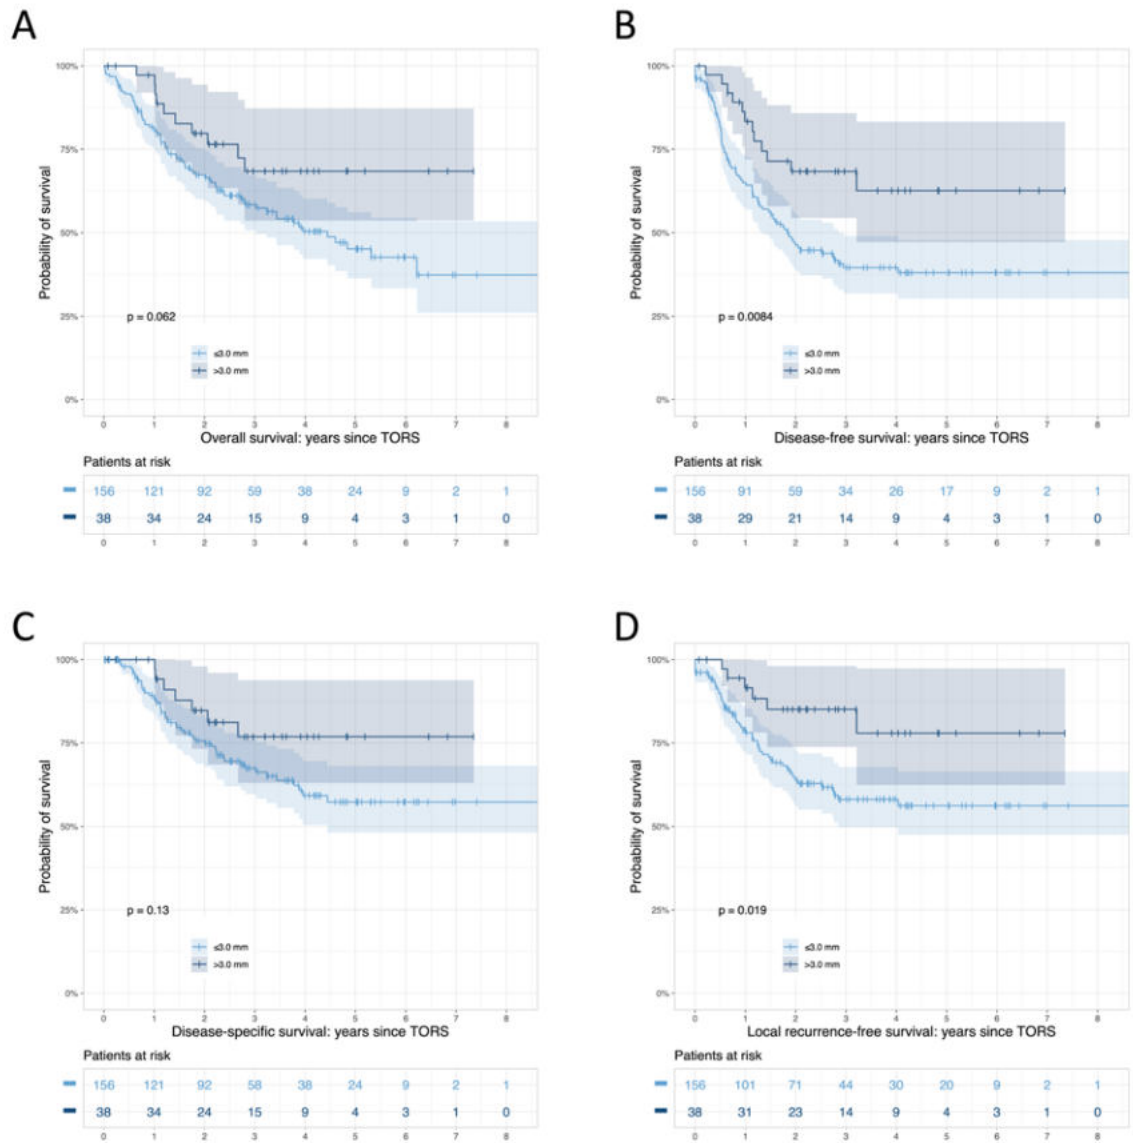 A
100%
75%
50%
25%
0%
Probability of survival
p = 0.062
≤3.0 mm
>3.0 mm
0 1 2 3 4 5 6 7 8
Overall survival: years since TORS
Patients at risk
156 121 92 59 38 24 9 2 1
38 34 24 15 9 4 3 1 0
0 1 2 3 4 5 6 7 8
B
100%
75%
50%
25%
0%
Probability of survival
p = 0.0084
≤3.0 mm
>3.0 mm
0 1 2 3 4 5 6 7 8
Disease-free survival: years since TORS
Patients at risk
156 91 59 34 26 17 9 2 1
38 29 21 14 9 4 3 1 0
0 1 2 3 4 5 6 7 8
C
100%
75%
50%
25%
0%
Probability of survival
p = 0.13
≤3.0 mm
>3.0 mm
0 1 2 3 4 5 6 7 8
Disease-specific survival: years since TORS
Patients at risk
156 121 92 58 38 24 9 2 1
38 34 24 15 9 4 3 1 0
0 1 2 3 4 5 6 7 8
D
100%
75%
50%
25%
0%
Probability of survival
p = 0.019
≤3.0 mm
>3.0 mm
0 1 2 3 4 5 6 7 8
Local recurrence-free survival: years since TORS
Patients at risk
156 101 71 44 30 20 9 2 1
38 31 23 14 9 4 3 1 0
0 1 2 3 4 5 6 7 8